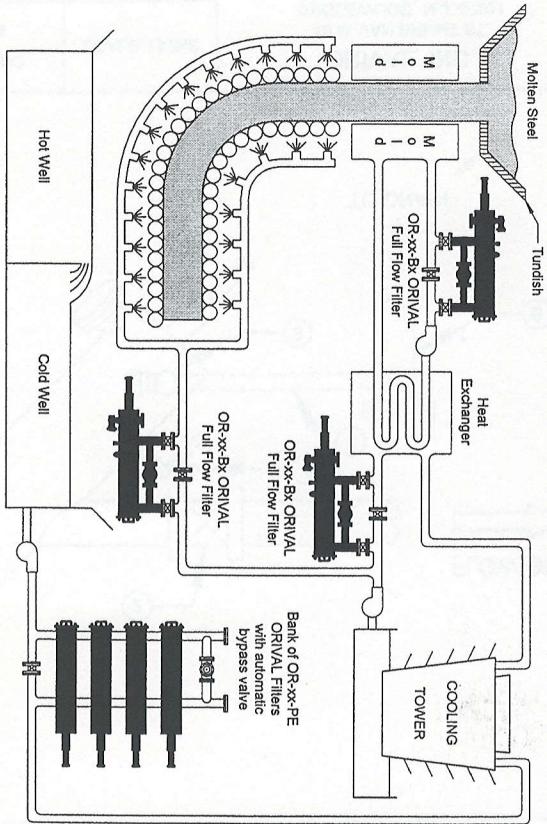 Molten Steel
Tundish
Mold
Mold
OR-xx-Bx ORIVAL
Full Flow Filter
Heat
Exchanger
OR-xx-Bx ORIVAL
Full Flow Filter
OR-xx-Bx ORIVAL
Full Flow Filter
COOLING
TOWER
Bank of OR-xx-PE
ORIVAL Filters
with automatic
bypass valve
Hot Well
Cold Well